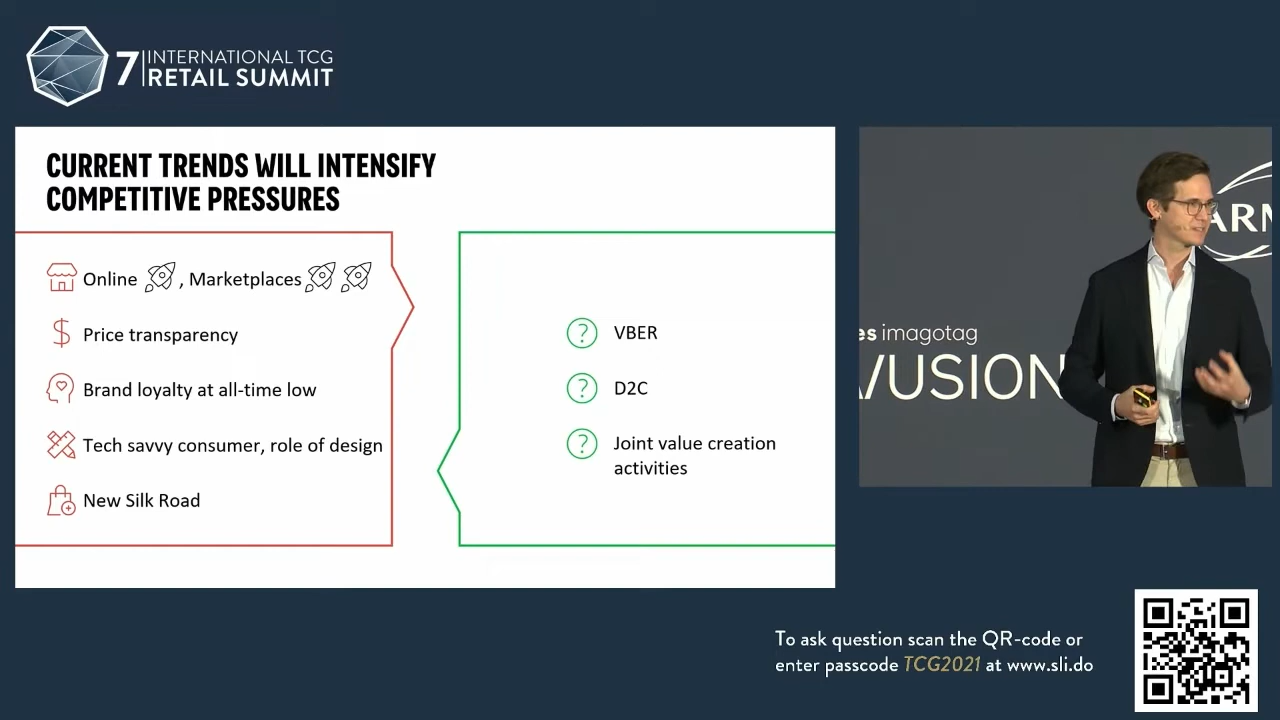 7 INTERNATIONAL TCG
RETAIL SUMMIT
CURRENT TRENDS WILL INTENSIFY
COMPETITIVE PRESSURES
Online , Marketplaces
Price transparency
Brand loyalty at all-time low
Tech savvy consumer, role of design
New Silk Road
? VBER
? D2C
? Joint value creation
activities
ARM
es imagotag
VUSION
To ask question scan the QR-code or
enter passcode TCG2021 at www.sli.do